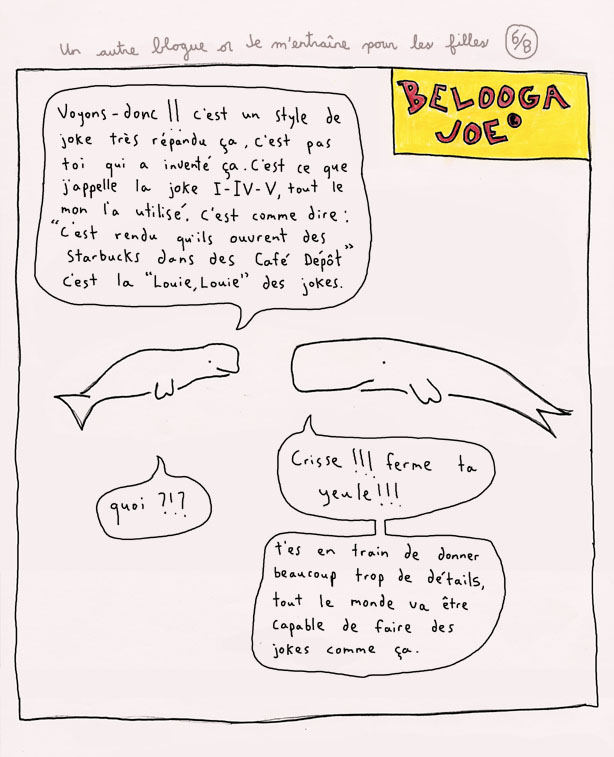 Un autre blogue or Je m'entraîne pour les filles 6/8
BELOOGA
JOE
Voyons-donc !! c'est un style de
joke très répandu ça, c'est pas
toi qui a inventé ça. C'est ce que
j'appelle la joke I-IV-V, tout le
mon l'a utilisé. C'est comme dire :
"C'est rendu qu'ils ouvrent des
Starbucks dans des Café Dépôt"
C'est la "Louie, Louie" des jokes.
Crisse !!! ferme ta
yeule !!!
quoi ?!?
t'es en train de donner
beaucoup trop de détails,
tout le monde va être
capable de faire des
jokes comme ça.